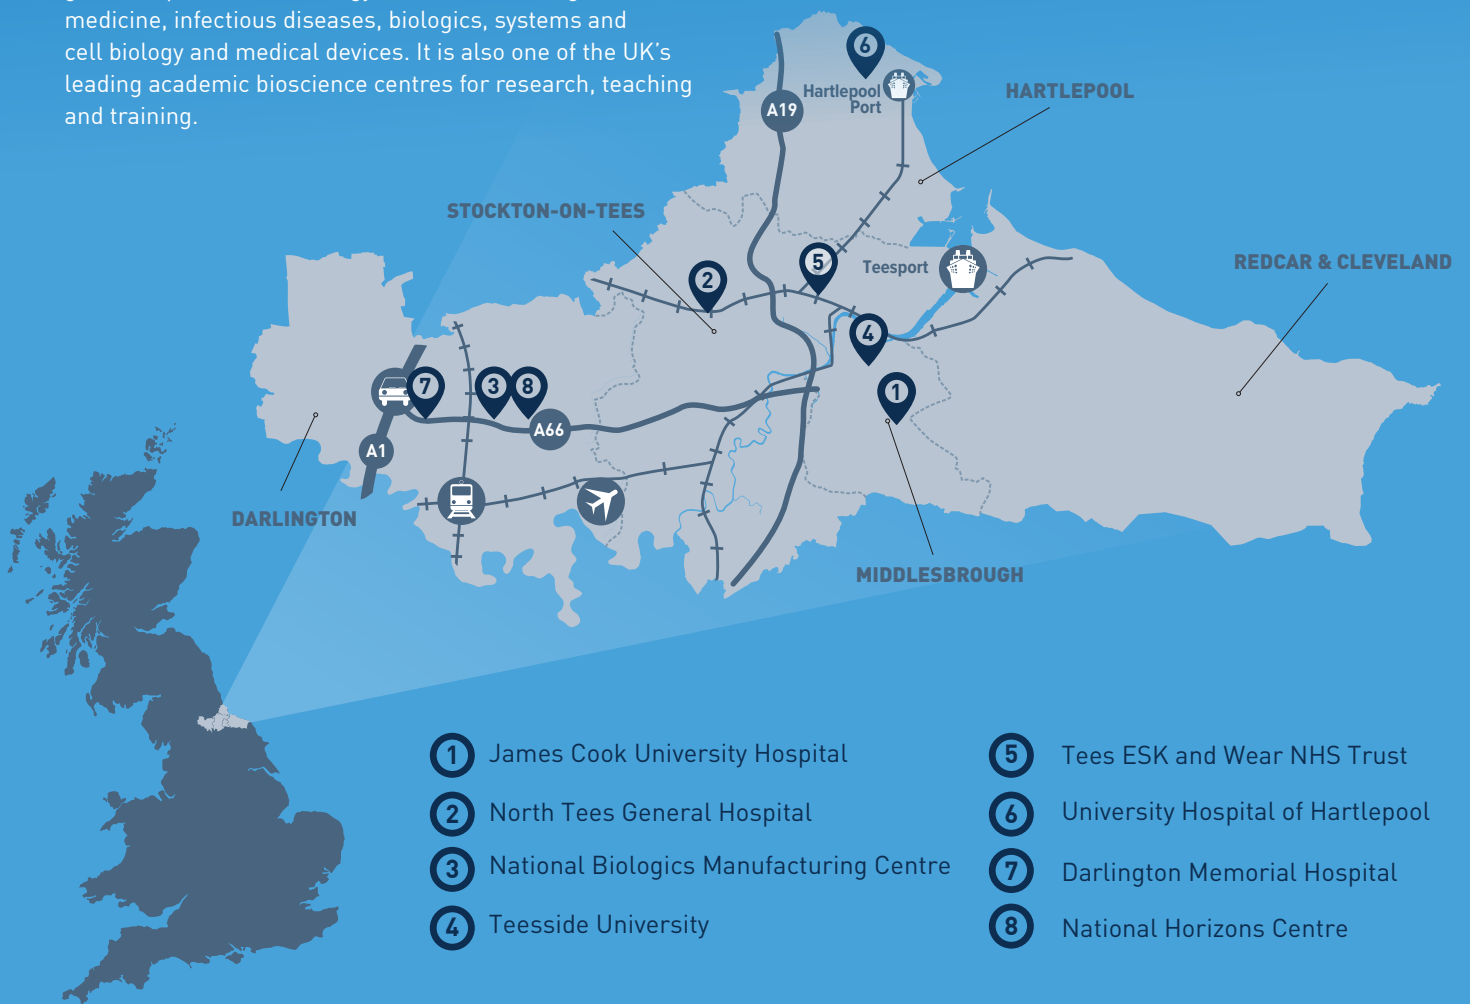 medicine, infectious diseases, biologics, systems and
cell biology and medical devices. It is also one of the UK's
leading academic bioscience centres for research, teaching
and training.
6
Hartlepool
Port
A19
HARTLEPOOL
STOCKTON-ON-TEES
2
5
Teesport
REDCAR & CLEVELAND
4
7
3
8
1
A66
A1
DARLINGTON
MIDDLESBROUGH
1 James Cook University Hospital
2 North Tees General Hospital
3 National Biologics Manufacturing Centre
4 Teesside University
5 Tees ESK and Wear NHS Trust
6 University Hospital of Hartlepool
7 Darlington Memorial Hospital
8 National Horizons Centre